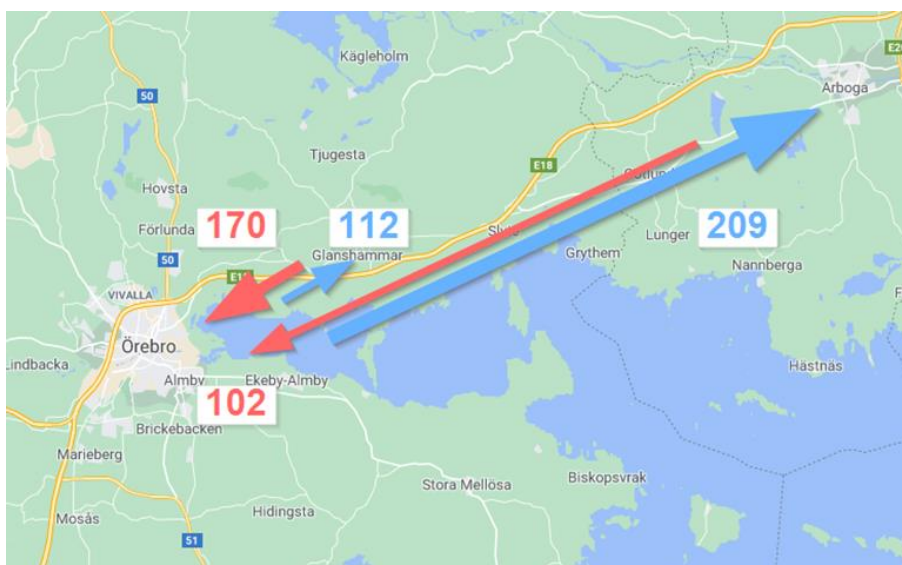 Kägleholm
E20
50
Arboga
Tjugesta
E18
Hovsta
Förlunda
170
112
209
Lunger
50
Glanshammar
Grythem
Nannberga
VIVALLA
Örebro
Lindbacka
Almby
Ekeby-Almby
Hästnäs
102
Brickebacken
Marieberg
Stora Mellösa
Biskopsvrak
Hidingsta
Mosås
51